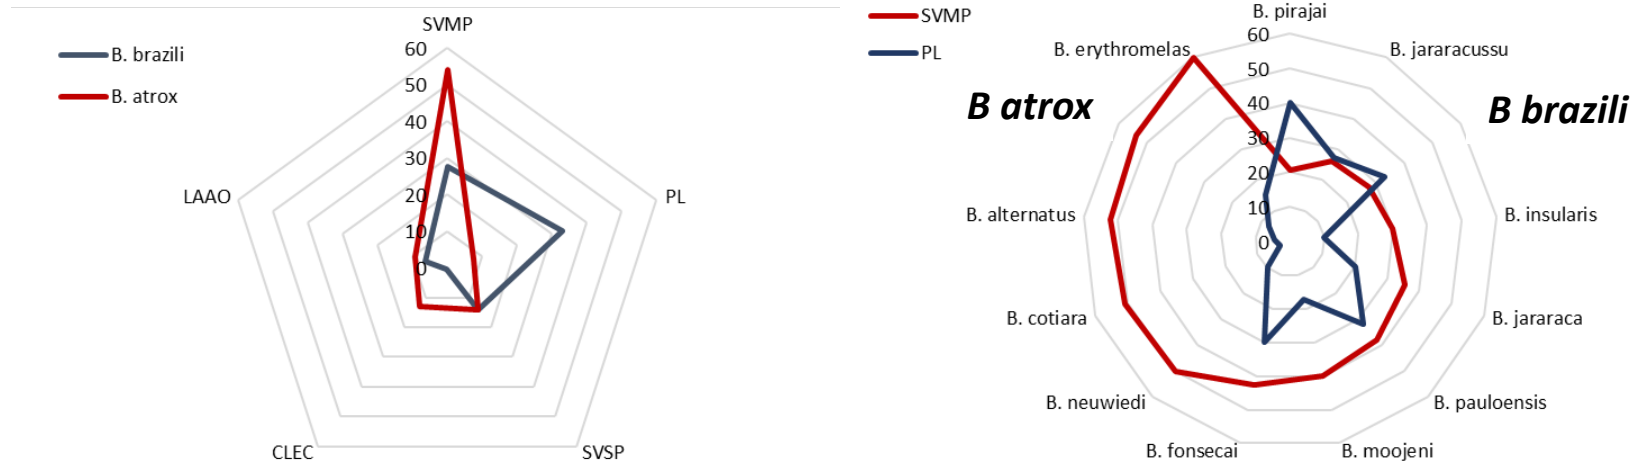 SVMP
B. brazili
B. atrox
60
50
40
30
20
10
0
LAAO
PL
CLEC
SVSP
SVMP
PL
B. pirajai
60
50
40
30
20
10
0
B. erythromelas
B. jararacussu
B atrox
B brazili
B. alternatus
B. insularis
B. cotiara
B. jararaca
B. neuwiedi
B. pauloensis
B. fonsecai
B. moojeni